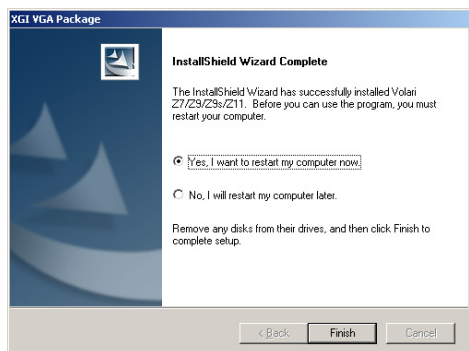 XGI VGA Package
InstallShield Wizard Complete
The InstallShield Wizard has successfully installed Volari
Z7/Z9/Z9s/Z11. Before you can use the program, you must
restart your computer.
Yes, I want to restart my computer now.
No, I will restart my computer later.
Remove any disks from their drives, and then click Finish to
complete setup.
< Back Finish Cancel